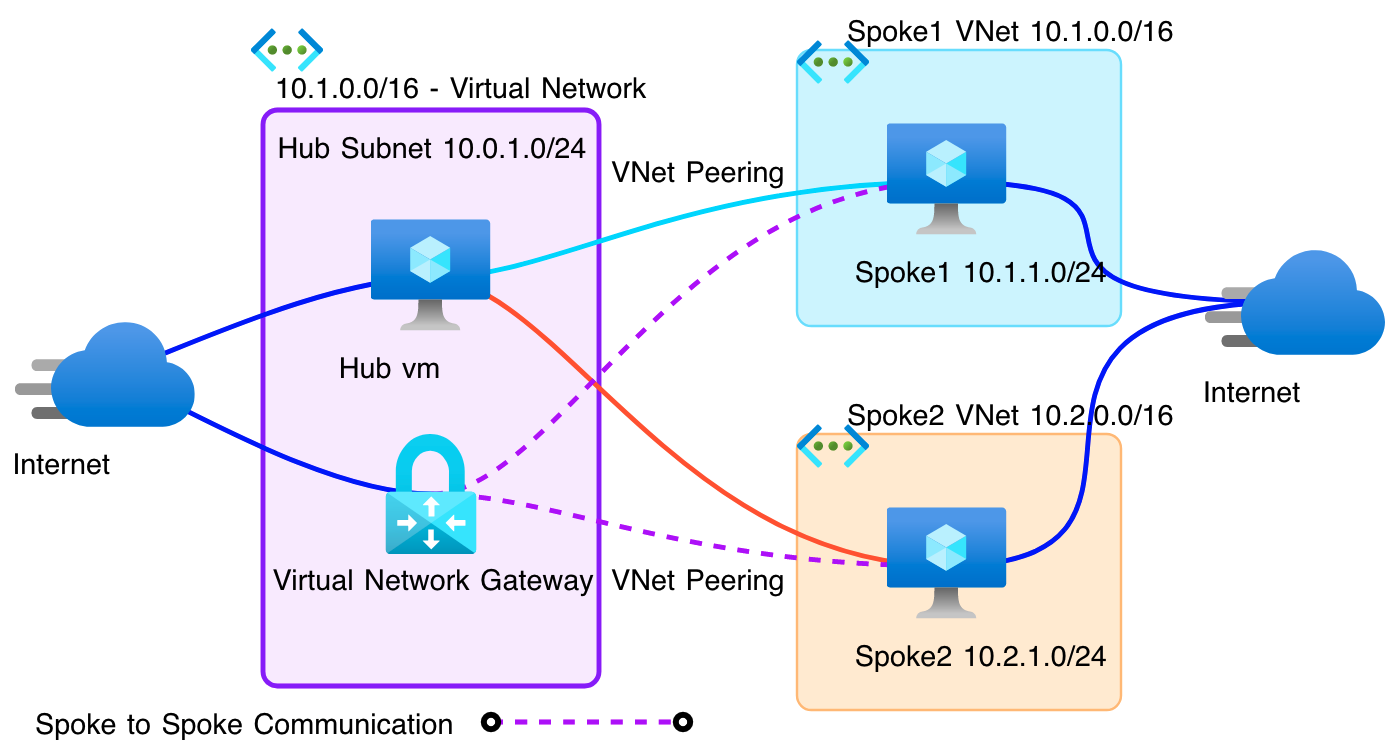 Spoke1 VNet 10.1.0.0/16
10.1.0.0/16 - Virtual Network
Hub Subnet 10.0.1.0/24
VNet Peering
Spoke1 10.1.1.0/24
Hub vm
Internet
Internet
Spoke2 VNet 10.2.0.0/16
Virtual Network Gateway
VNet Peering
Spoke2 10.2.1.0/24
Spoke to Spoke Communication